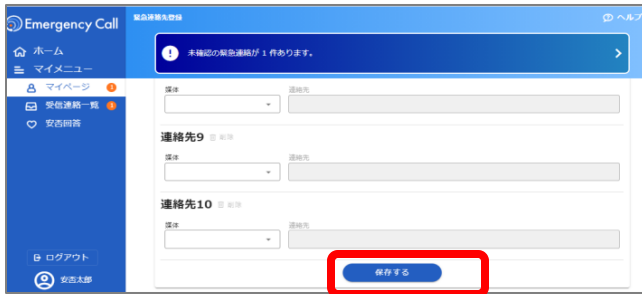 Emergency Call
緊急連絡先登録
ヘルプ
ホーム
マイメニュー
マイページ
受信連絡一覧
安否回答
ログアウト
安否太郎
未確認の緊急連絡が 1 件あります。
媒体 連絡先
連絡先9 削除
媒体 連絡先
連絡先10 削除
媒体 連絡先
保存する